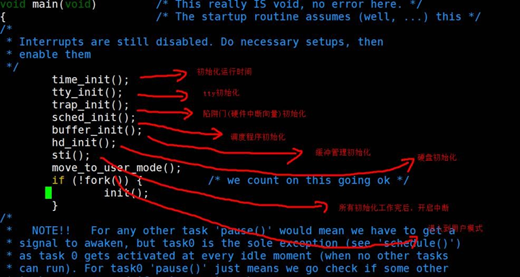 void main(void)		/* This really IS void, no error here. */
{			/* The startup routine assumes (well, ...) this */
/*
 * Interrupts are still disabled. Do necessary setups, then
 * enable them
 */
time_init(); 初始化运行时间
tty_init(); tty初始化
trap_init(); 陷阱门(硬件中断向量)初始化
sched_init(); 调度程序初始化
buffer_init(); 缓冲管理初始化
hd_init(); 硬盘初始化
sti(); 所有初始化工作完后，开启中断
move_to_user_mode(); 到用户模式
if (!fork()) {		/* we count on this going ok */
init();
}
/*
 *   NOTE!!   For any other task 'pause()' would mean we have to get a
 * signal to awaken, but task0 is the sole exception (see 'schedule()')
 * as task 0 gets activated at every idle moment (when no other tasks
 * can run). For task0 'pause()' just means we go check if some other